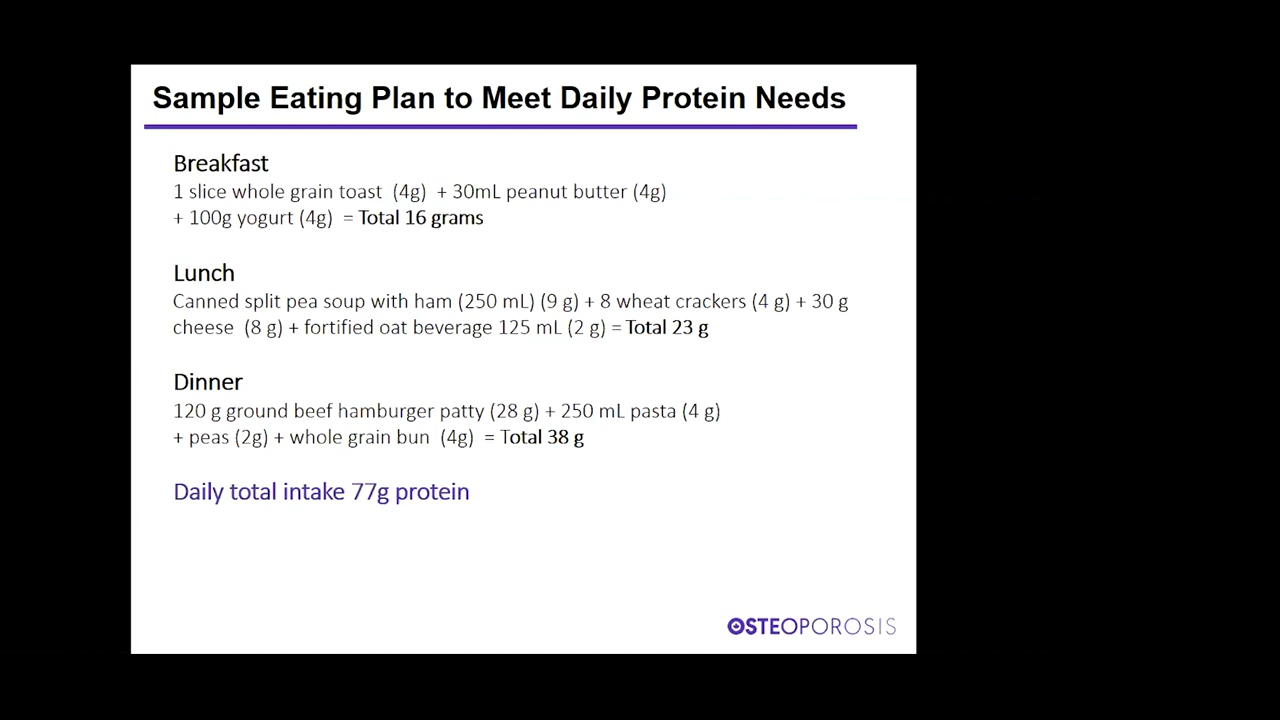 Sample Eating Plan to Meet Daily Protein Needs
Breakfast
1 slice whole grain toast (4g) + 30mL peanut butter (4g)
+ 100g yogurt (4g) = Total 16 grams
Lunch
Canned split pea soup with ham (250 mL) (9 g) + 8 wheat crackers (4 g) + 30 g
cheese (8 g) + fortified oat beverage 125 mL (2 g) = Total 23 g
Dinner
120 g ground beef hamburger patty (28 g) + 250 mL pasta (4 g)
+ peas (2g) + whole grain bun (4g) = Total 38 g
Daily total intake 77g protein
OSTEOPOROSIS